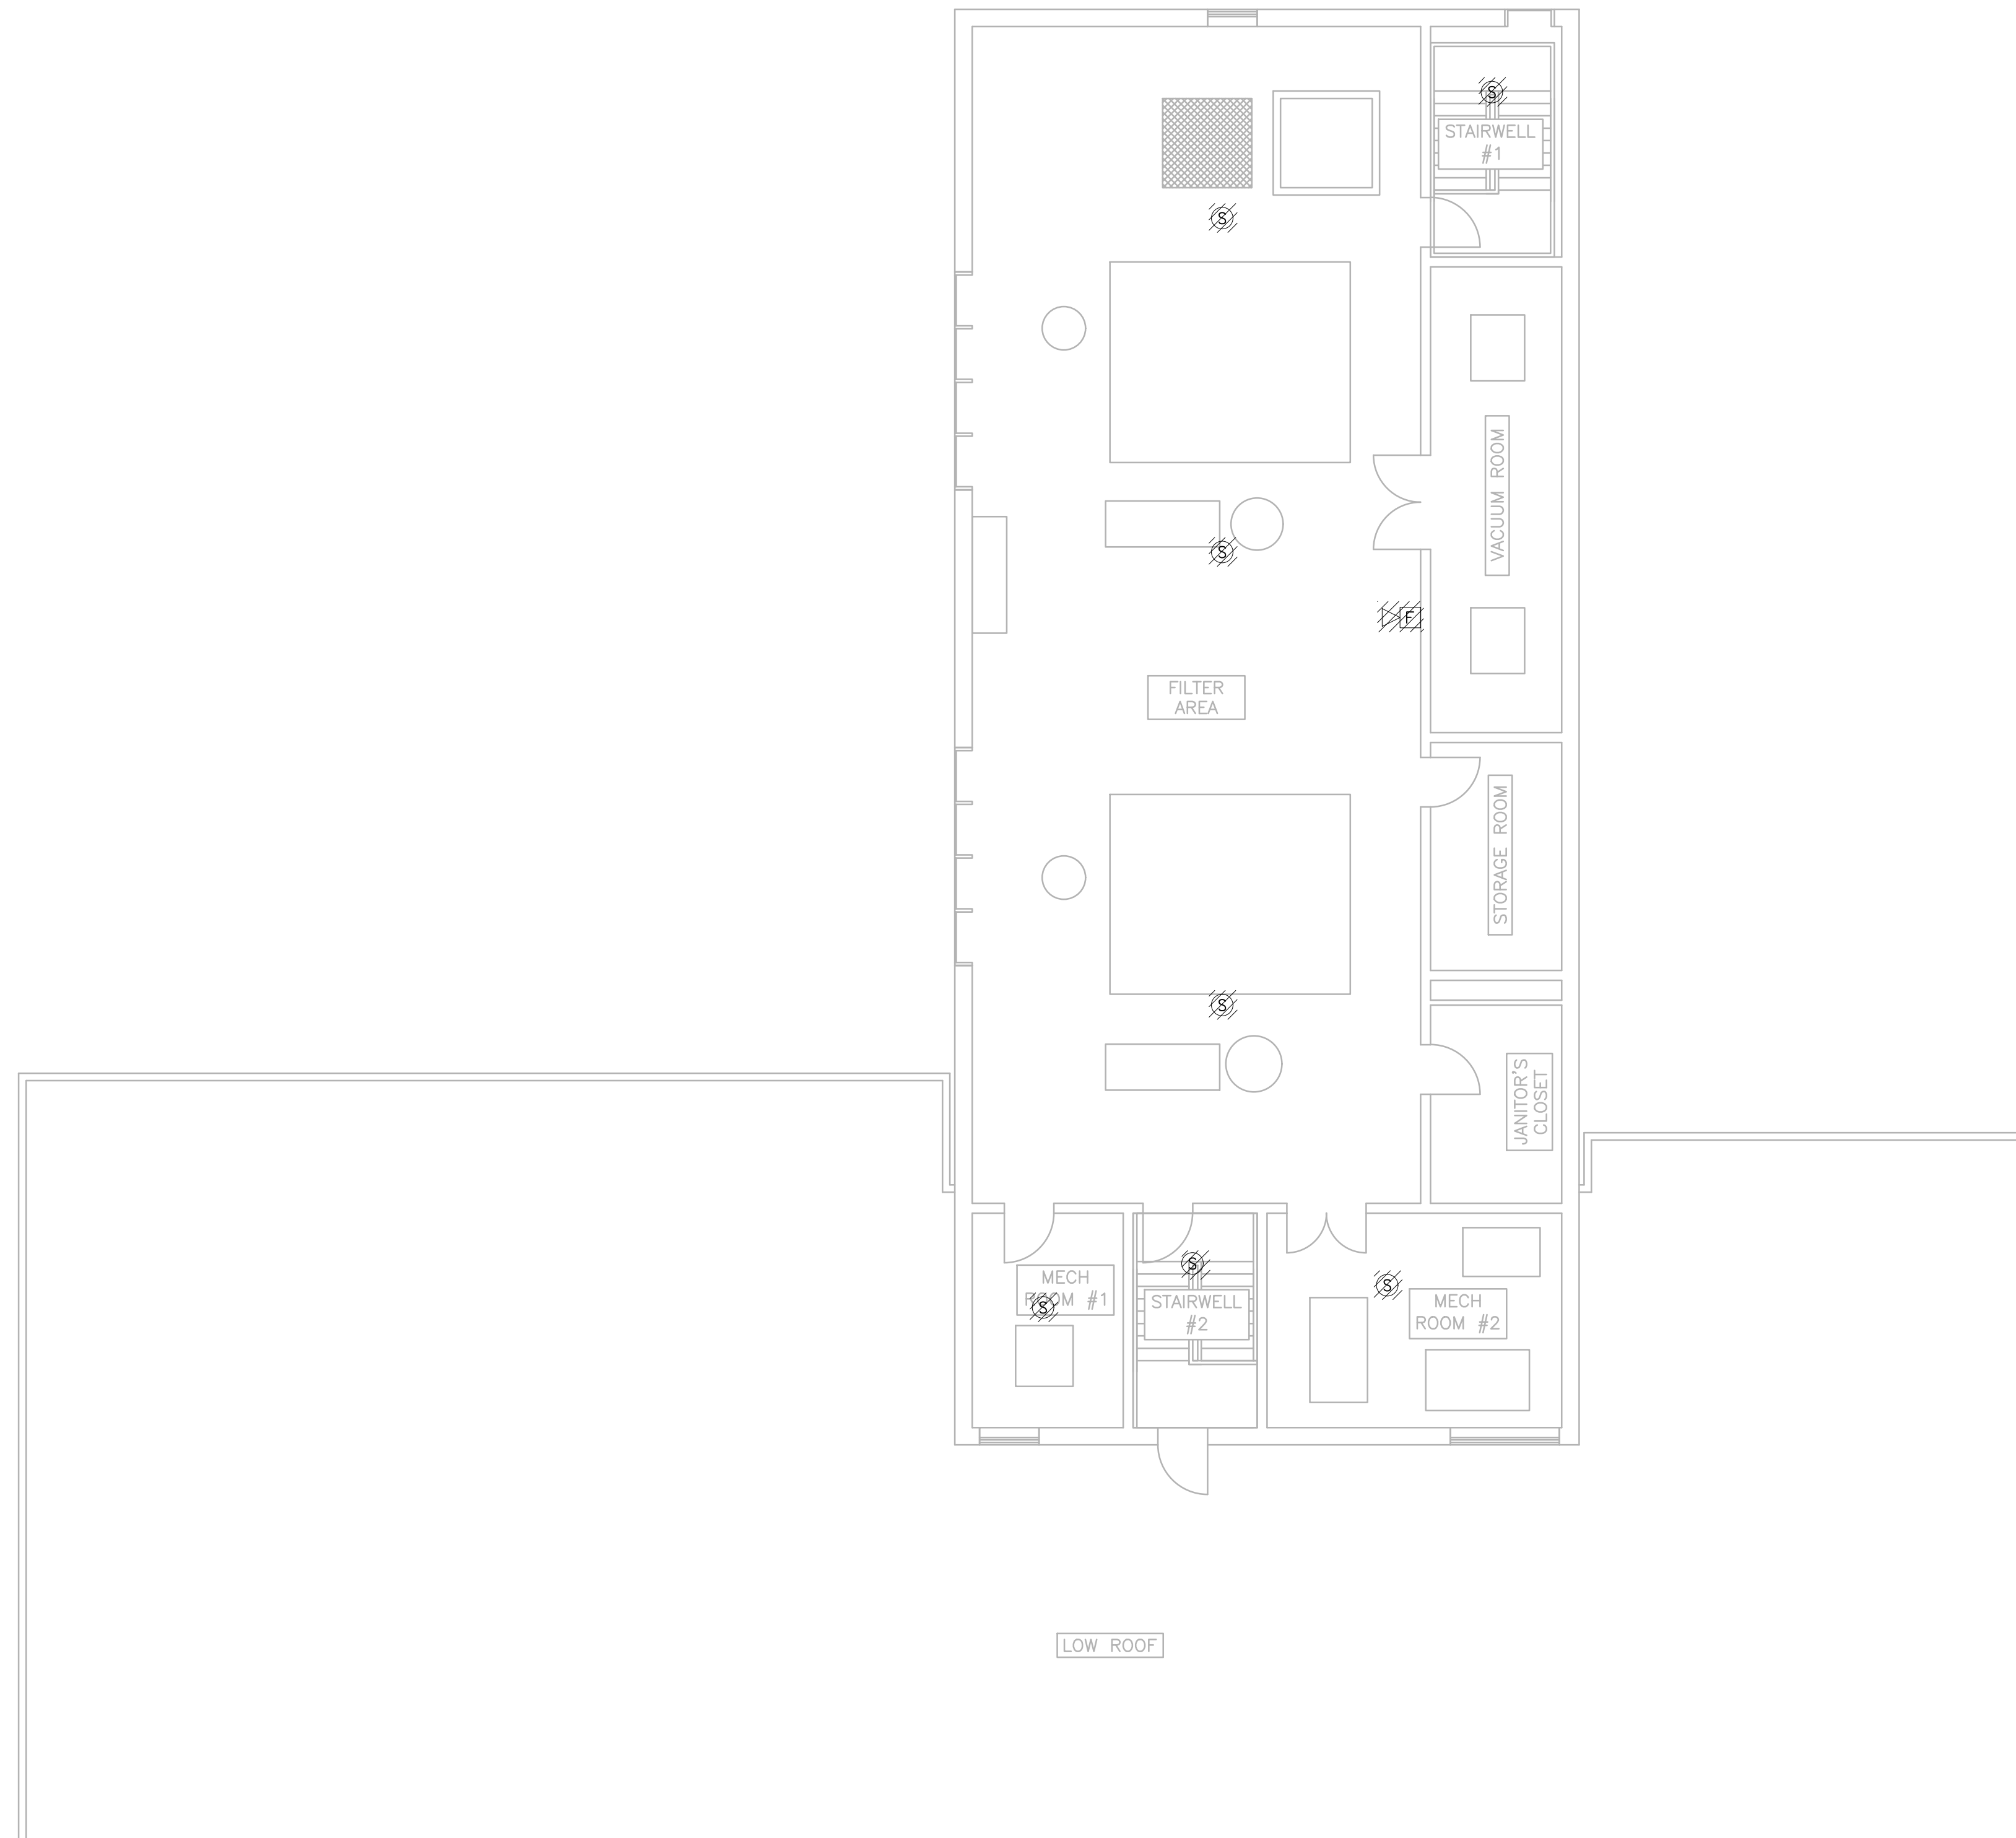 S
STAIRWELL
#1
S
VACUUM ROOM
S
F
FILTER
AREA
STORAGE ROOM
S
JANITOR'S
CLOSET
S
MECH
ROOM #1
S
STAIRWELL
#2
S
MECH
ROOM #2
S
LOW ROOF